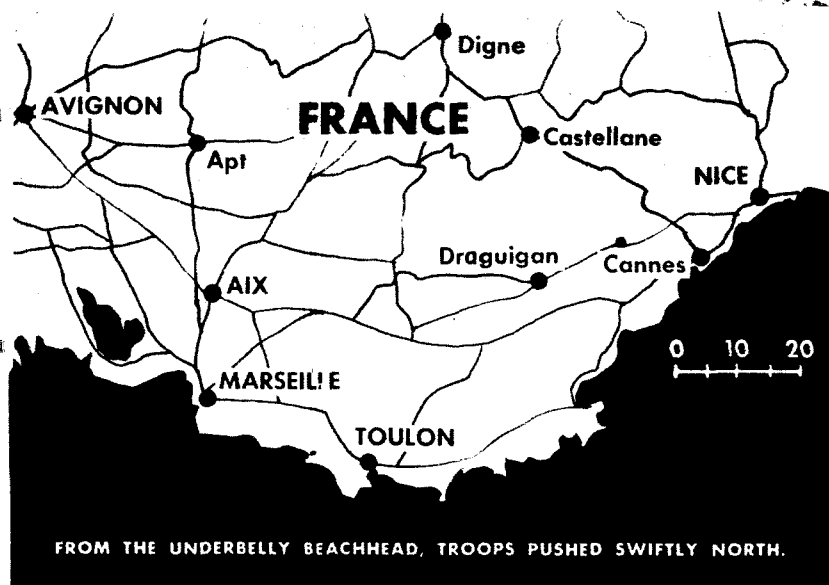 Digne
AVIGNON
FRANCE
Castellane
Apt
NICE
Draguigan
Cannes
AIX
0 10 20
MARSEILLE
TOULON
FROM THE UNDERBELLY BEACHHEAD, TROOPS PUSHED SWIFTLY NORTH.